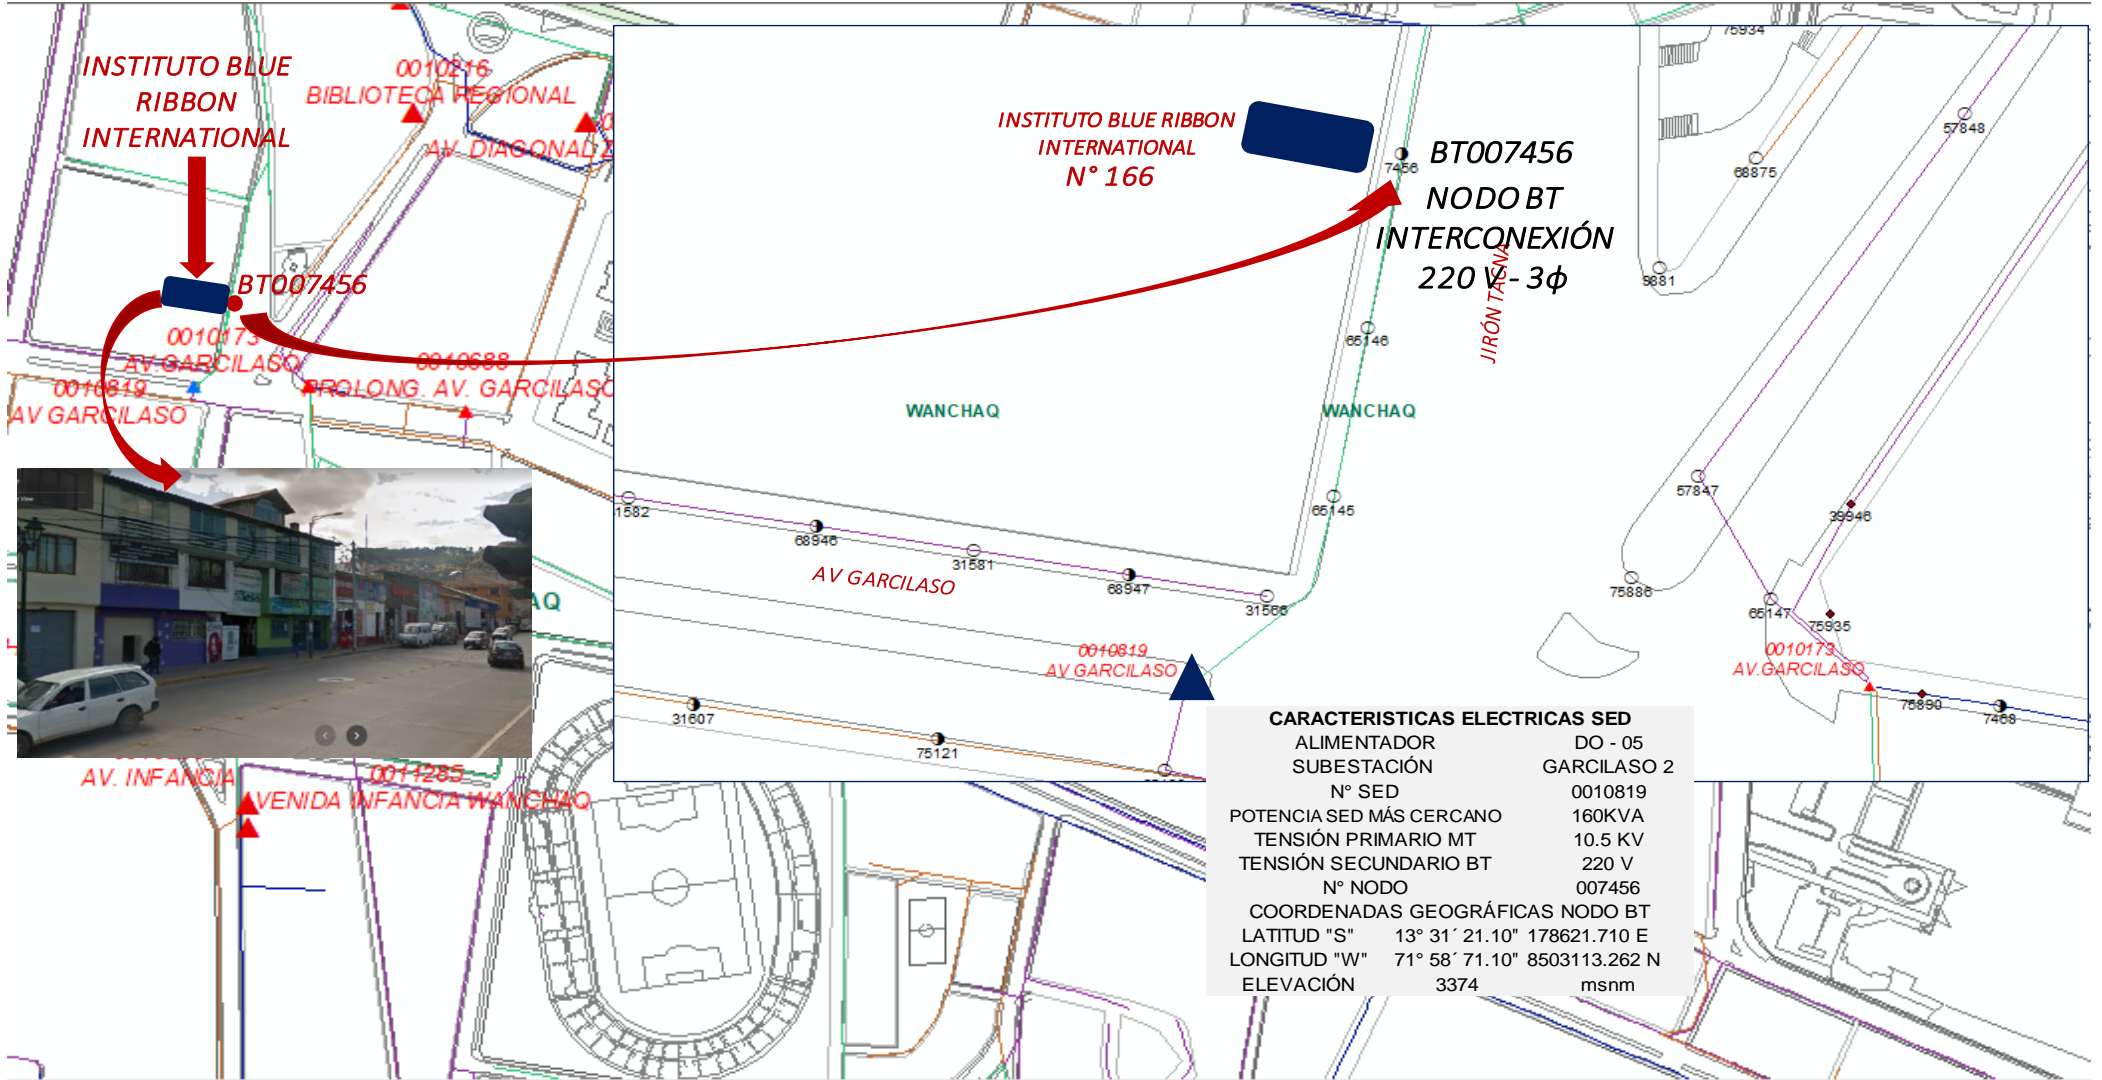 INSTITUTO BLUE
RIBBON
INTERNATIONAL
0010216
BIBLIOTECA REGIONAL
AV. DIAGONAL Z
BT007456
0010173
AV.GARCILASO
0010688
PROLONG. AV. GARCILASO
0010819
AV GARCILASO
AV. INFANCIA
0011285
AVENIDA INFANCIA WANCHAQ
AQ
INSTITUTO BLUE RIBBON
INTERNATIONAL
N° 166
7456
BT007456
NODO BT
INTERCONEXIÓN
220 V - 3ϕ
JIRÓN TACNA
75934
57848
68875
9881
65146
WANCHAQ
WANCHAQ
57847
39946
65145
1582
68946
31581
68947
31566
AV GARCILASO
75886
65147
75935
0010819
AV GARCILASO
0010173
AV.GARCILASO
75890
7468
31607
75121
CARACTERISTICAS ELECTRICAS SED
ALIMENTADOR DO - 05
SUBESTACIÓN GARCILASO 2
N° SED 0010819
POTENCIA SED MÁS CERCANO 160KVA
TENSIÓN PRIMARIO MT 10.5 KV
TENSIÓN SECUNDARIO BT 220 V
N° NODO 007456
COORDENADAS GEOGRÁFICAS NODO BT
LATITUD "S" 13° 31´ 21.10" 178621.710 E
LONGITUD "W" 71° 58´ 71.10" 8503113.262 N
ELEVACIÓN 3374 msnm